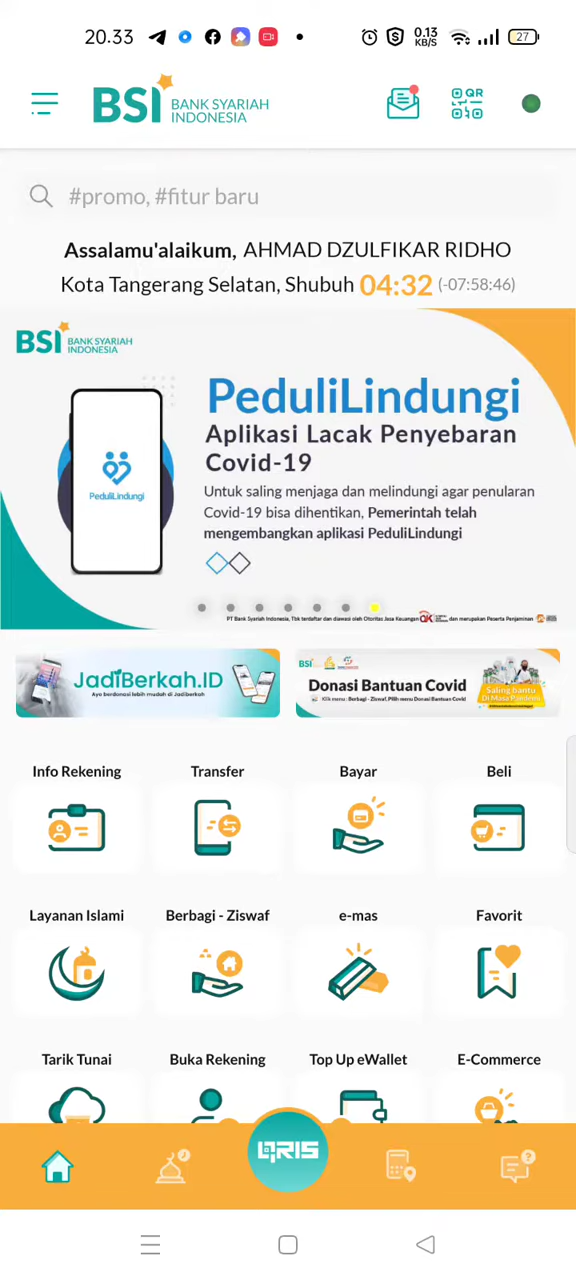 20.33
0.13
KB/S
27
BSI BANK SYARIAH
INDONESIA
QR
#promo, #fitur baru
Assalamu'alaikum, AHMAD DZULFIKAR RIDHO
Kota Tangerang Selatan, Shubuh 04:32 (-07:58:46)
BSI BANK SYARIAH
INDONESIA
PeduliLindungi
Aplikasi Lacak Penyebaran
Covid-19
PeduliLindungi
Untuk saling menjaga dan melindungi agar penularan
Covid-19 bisa dihentikan, Pemerintah telah
mengembangkan aplikasi PeduliLindungi
PT Bank Syariah Indonesia, Tbk terdaftar dan diawasi oleh Otoritas Jasa Keuangan dan merupakan Peserta Penjaminan
JadiBerkah.ID
Ayo berdonasi lebih mudah di Jadiberkah
BSI
Donasi Bantuan Covid
Klik menu : Berbagi - Ziswaf, Pilih menu Donasi Bantuan Covid
Saling Bantu
Di Masa Pandemi
Info Rekening
Transfer
Bayar
Beli
Layanan Islami
Berbagi - Ziswaf
e-mas
Favorit
Tarik Tunai
Buka Rekening
Top Up eWallet
E-Commerce
QRIS